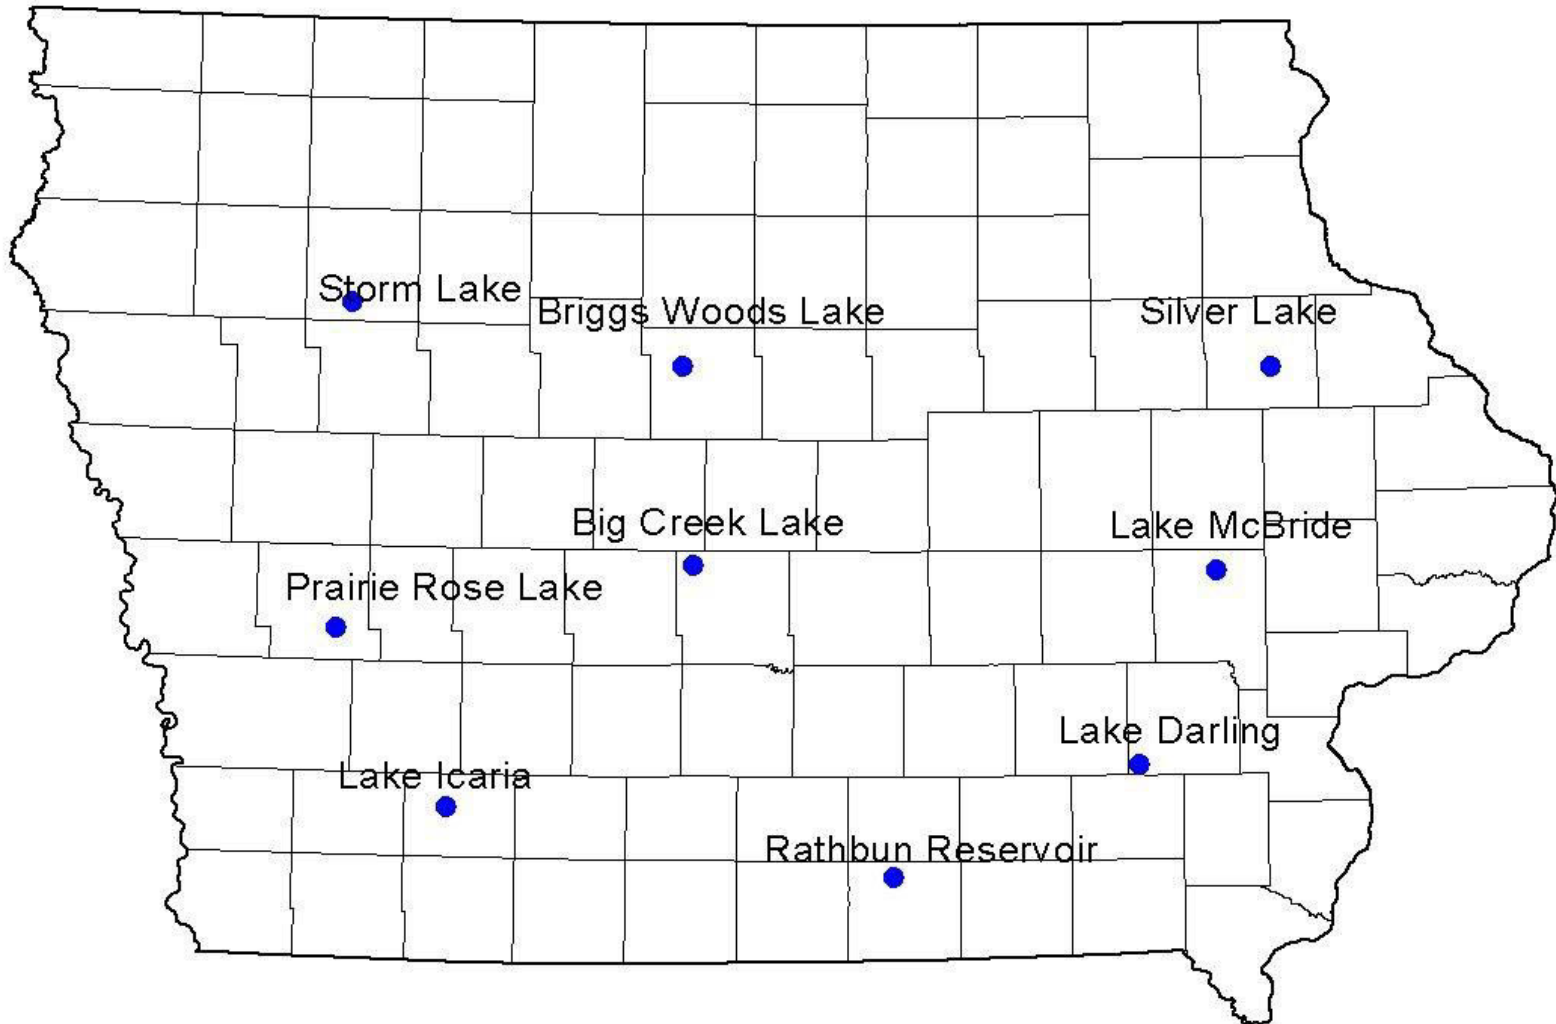 Storm Lake
Briggs Woods Lake
Silver Lake
Big Creek Lake
Lake McBride
Prairie Rose Lake
Lake Darling
Lake Icaria
Rathbun Reservoir